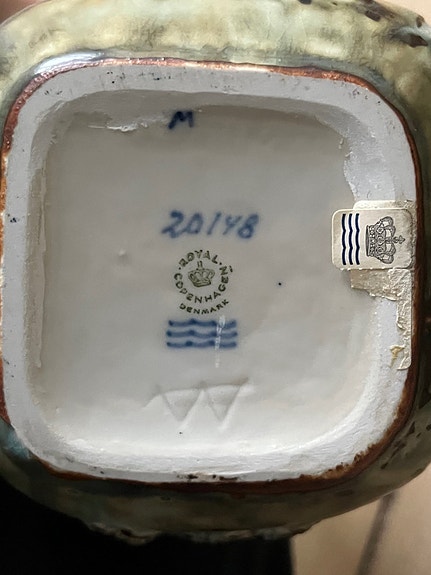 M
20148
ROYAL
COPENHAGEN
DENMARK